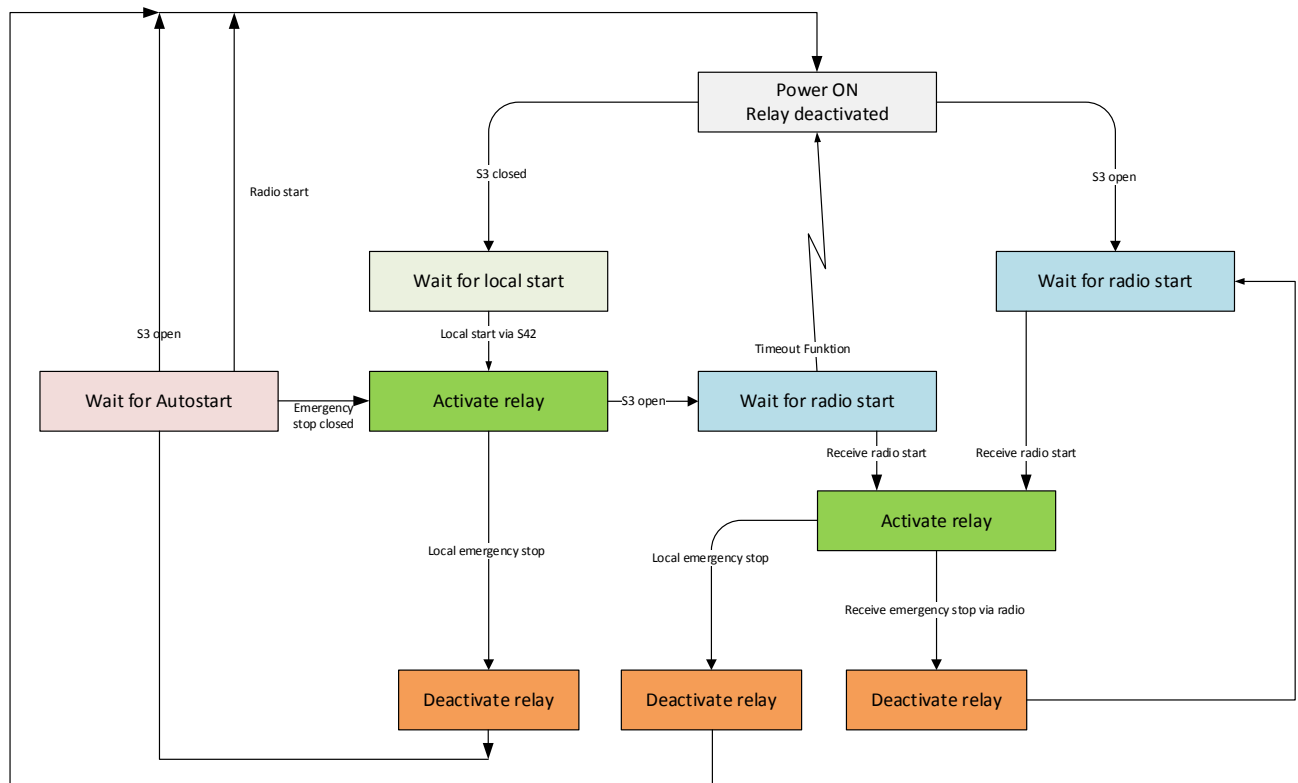 Power ON
Relay deactivated
S3 closed
S3 open
Radio start
Wait for local start
Wait for radio start
S3 open
Local start via S42
Timeout Funktion
Wait for Autostart
Emergency
stop closed
Activate relay
S3 open
Wait for radio start
Receive radio start
Receive radio start
Activate relay
Local emergency stop
Local emergency stop
Receive emergency stop via radio
Deactivate relay
Deactivate relay
Deactivate relay